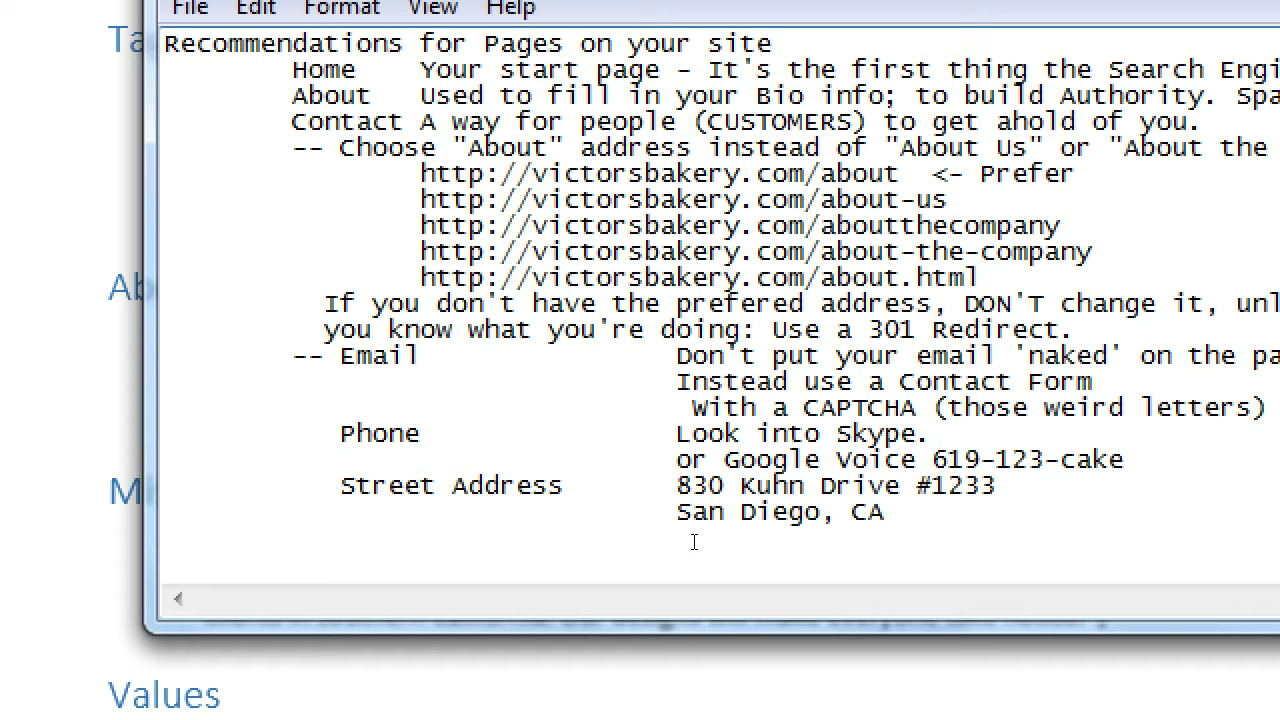 File Edit Format View Help
Recommendations for Pages on your site
Home Your start page - It's the first thing the Search Engi
About Used to fill in your Bio info; to build Authority. Spa
Contact A way for people (CUSTOMERS) to get ahold of you.
-- Choose "About" address instead of "About Us" or "About the
http://victorsbakery.com/about <- Prefer
http://victorsbakery.com/about-us
http://victorsbakery.com/aboutthecompany
http://victorsbakery.com/about-the-company
http://victorsbakery.com/about.html
If you don't have the prefered address, DON'T change it, unl
you know what you're doing: Use a 301 Redirect.
-- Email Don't put your email 'naked' on the pa
Instead use a Contact Form
With a CAPTCHA (those weird letters)
Phone Look into Skype.
or Google Voice 619-123-cake
Street Address 830 Kuhn Drive #1233
San Diego, CA
Ta
Ab
Mi
Values